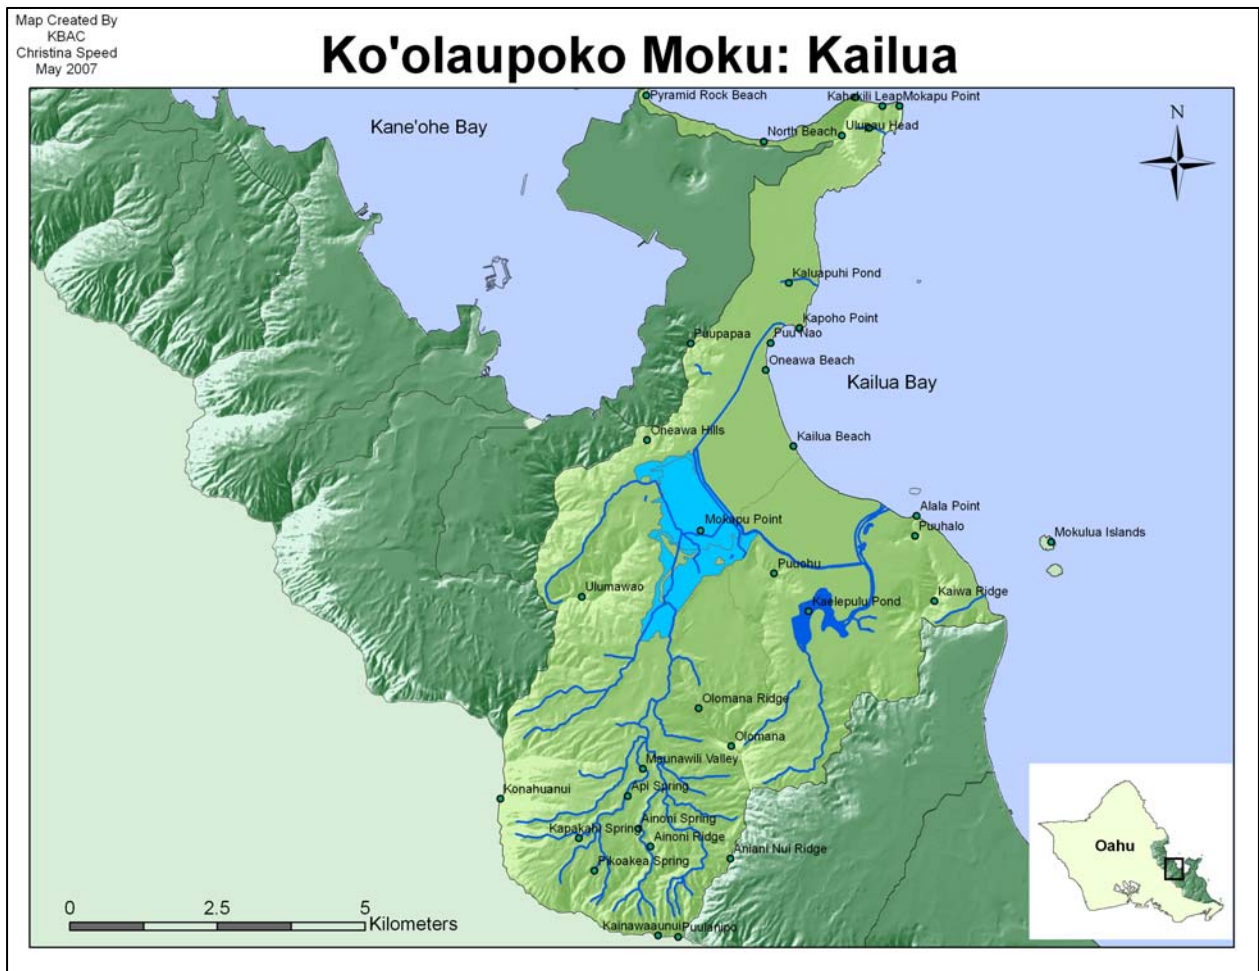 Map Created By
KBAC
Christina Speed
May 2007
Ko'olaupoko Moku: Kailua
Pyramid Rock Beach
Kahekili Leap
Mokapu Point
Kane'ohe Bay
North Beach
Ulupau Head
N
Kaluapuhi Pond
Kapoho Point
Puupapaa
Puu Nao
Oneawa Beach
Kailua Bay
Oneawa Hills
Kailua Beach
Alala Point
Mokapu Point
Puuhalo
Mokulua Islands
Puuohu
Ulumawao
Kaelepulu Pond
Kaiwa Ridge
Olomana Ridge
Olomana
Maunawili Valley
Konahuanui
Api Spring
Ainoni Spring
Kapakahi Spring
Ainoni Ridge
Aniani Nui Ridge
Pikoakea Spring
Oahu
0 2.5 5
Kilometers
Kainawaaunui
Puulanipo